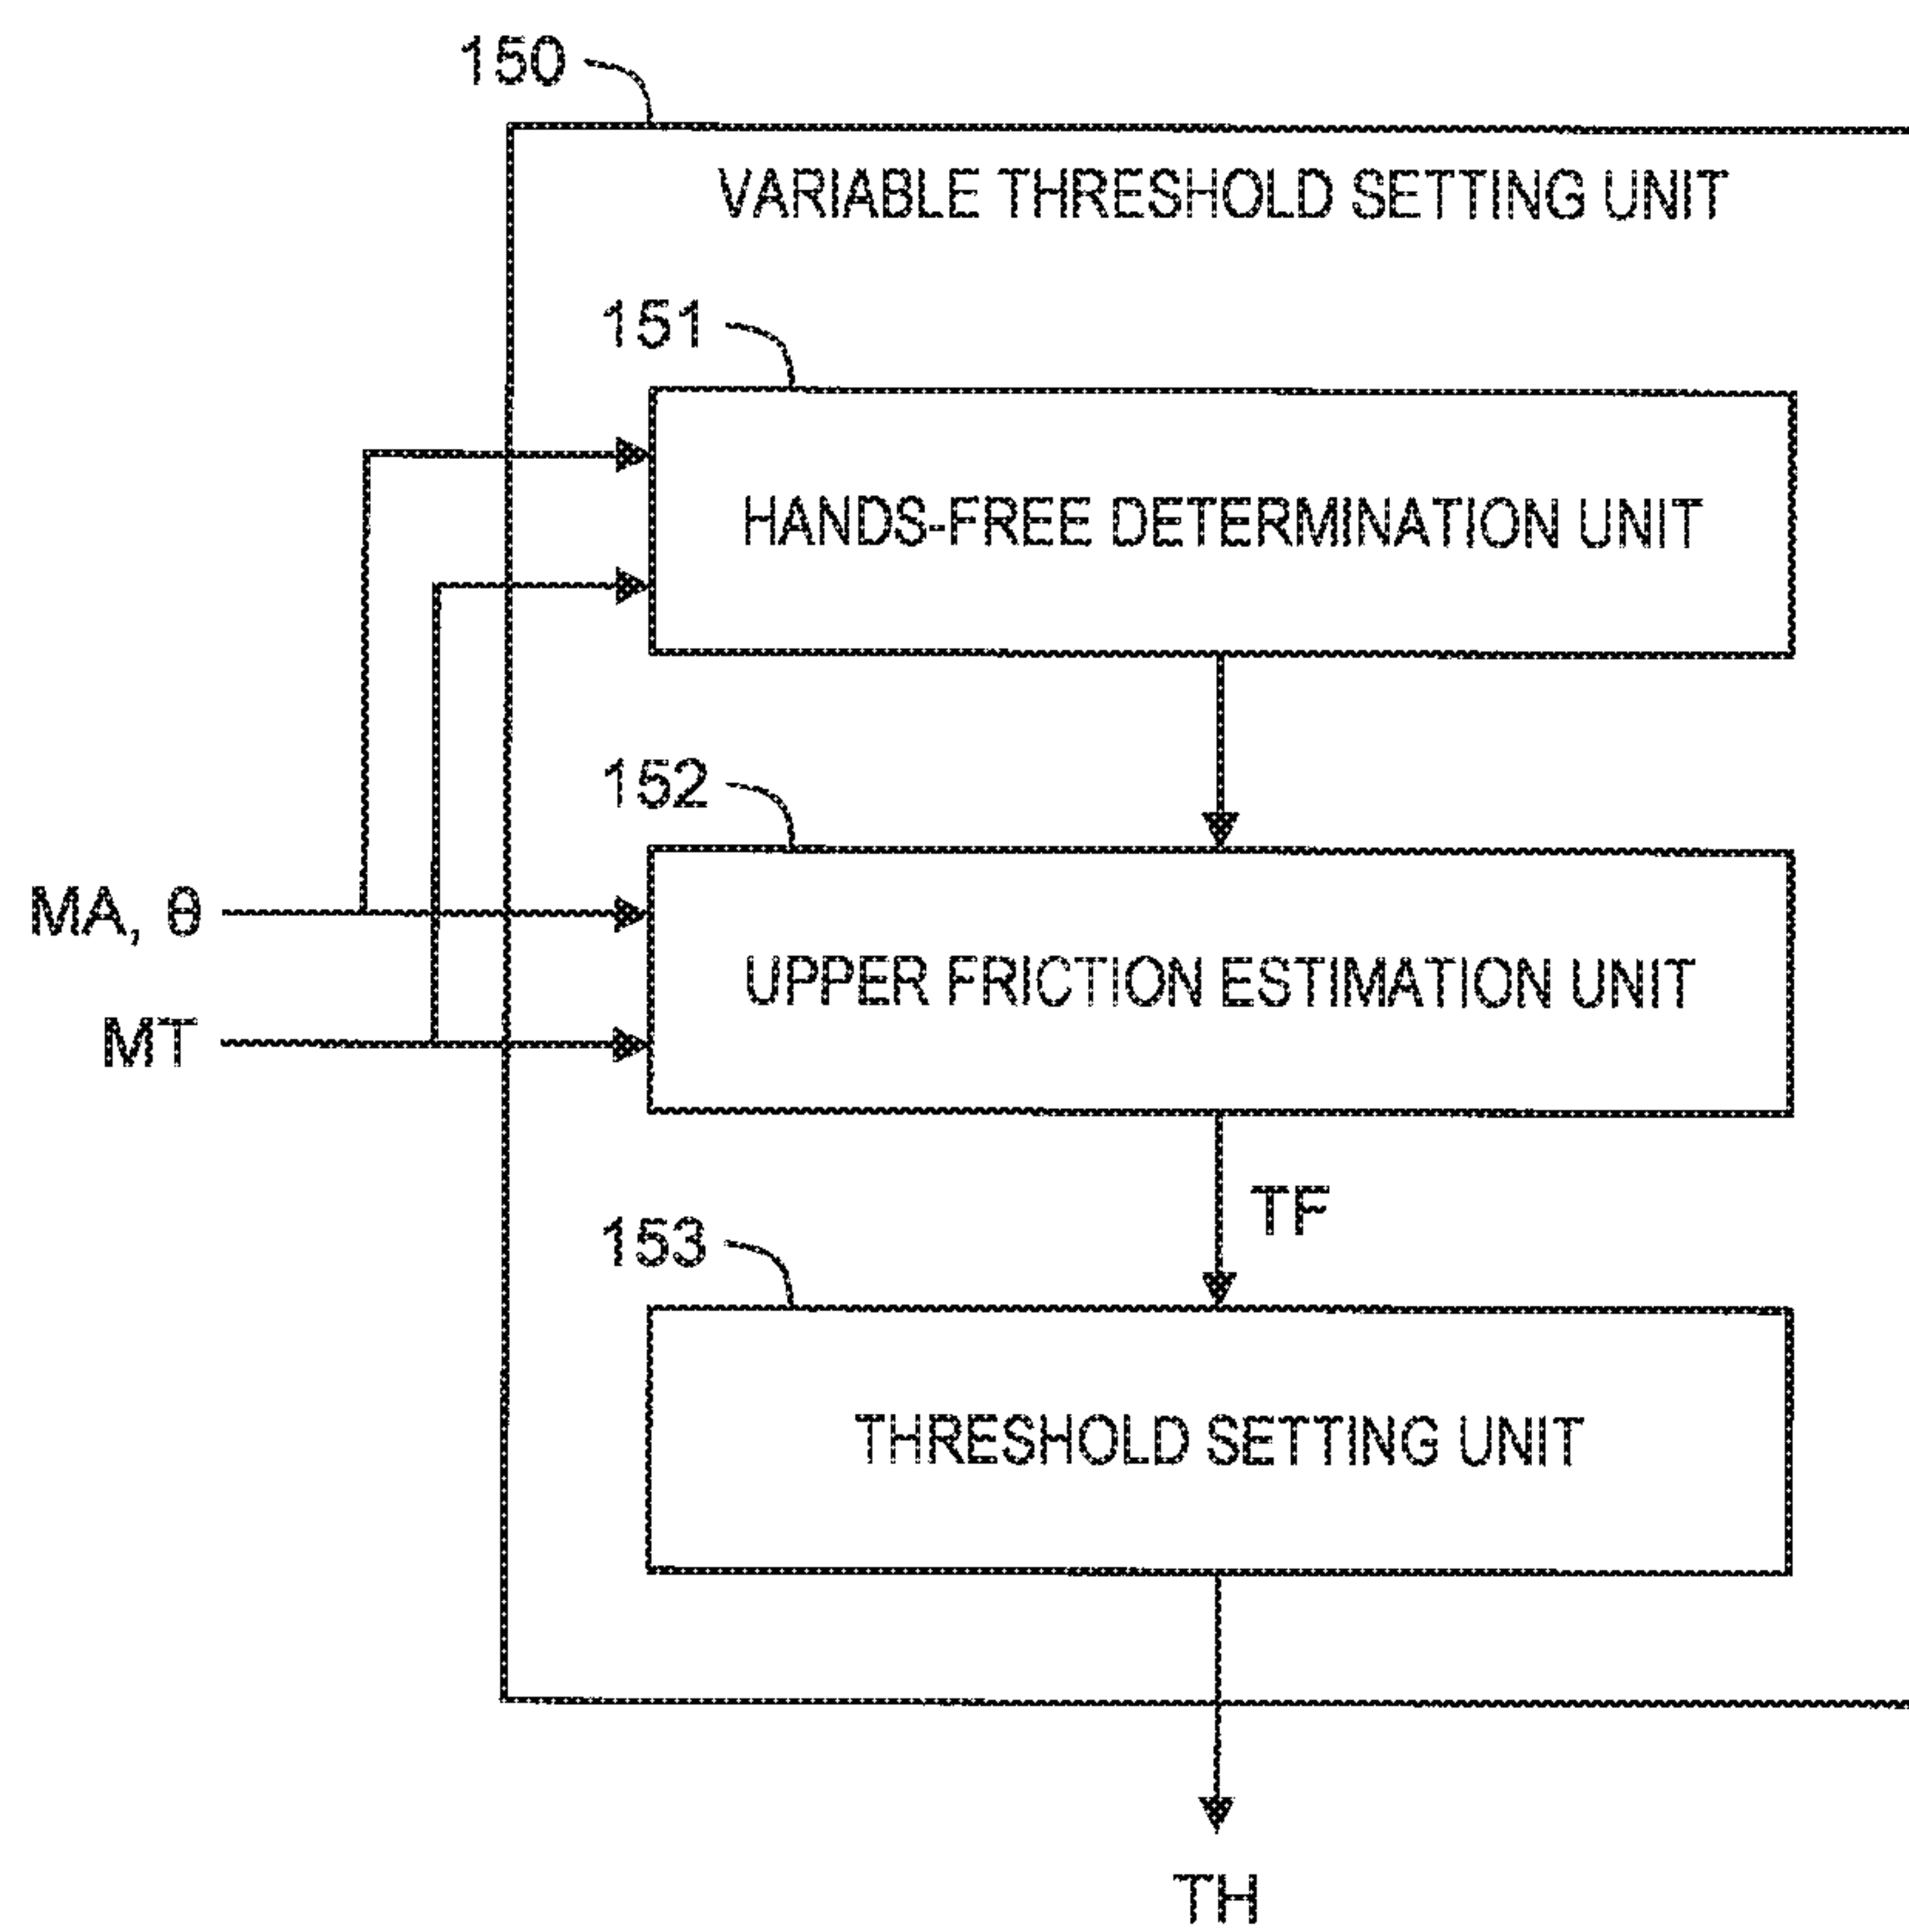 150
VARIABLE THRESHOLD SETTING UNIT
151
HANDS-FREE DETERMINATION UNIT
152
MA, θ
UPPER FRICTION ESTIMATION UNIT
MT
TF
153
THRESHOLD SETTING UNIT
TH